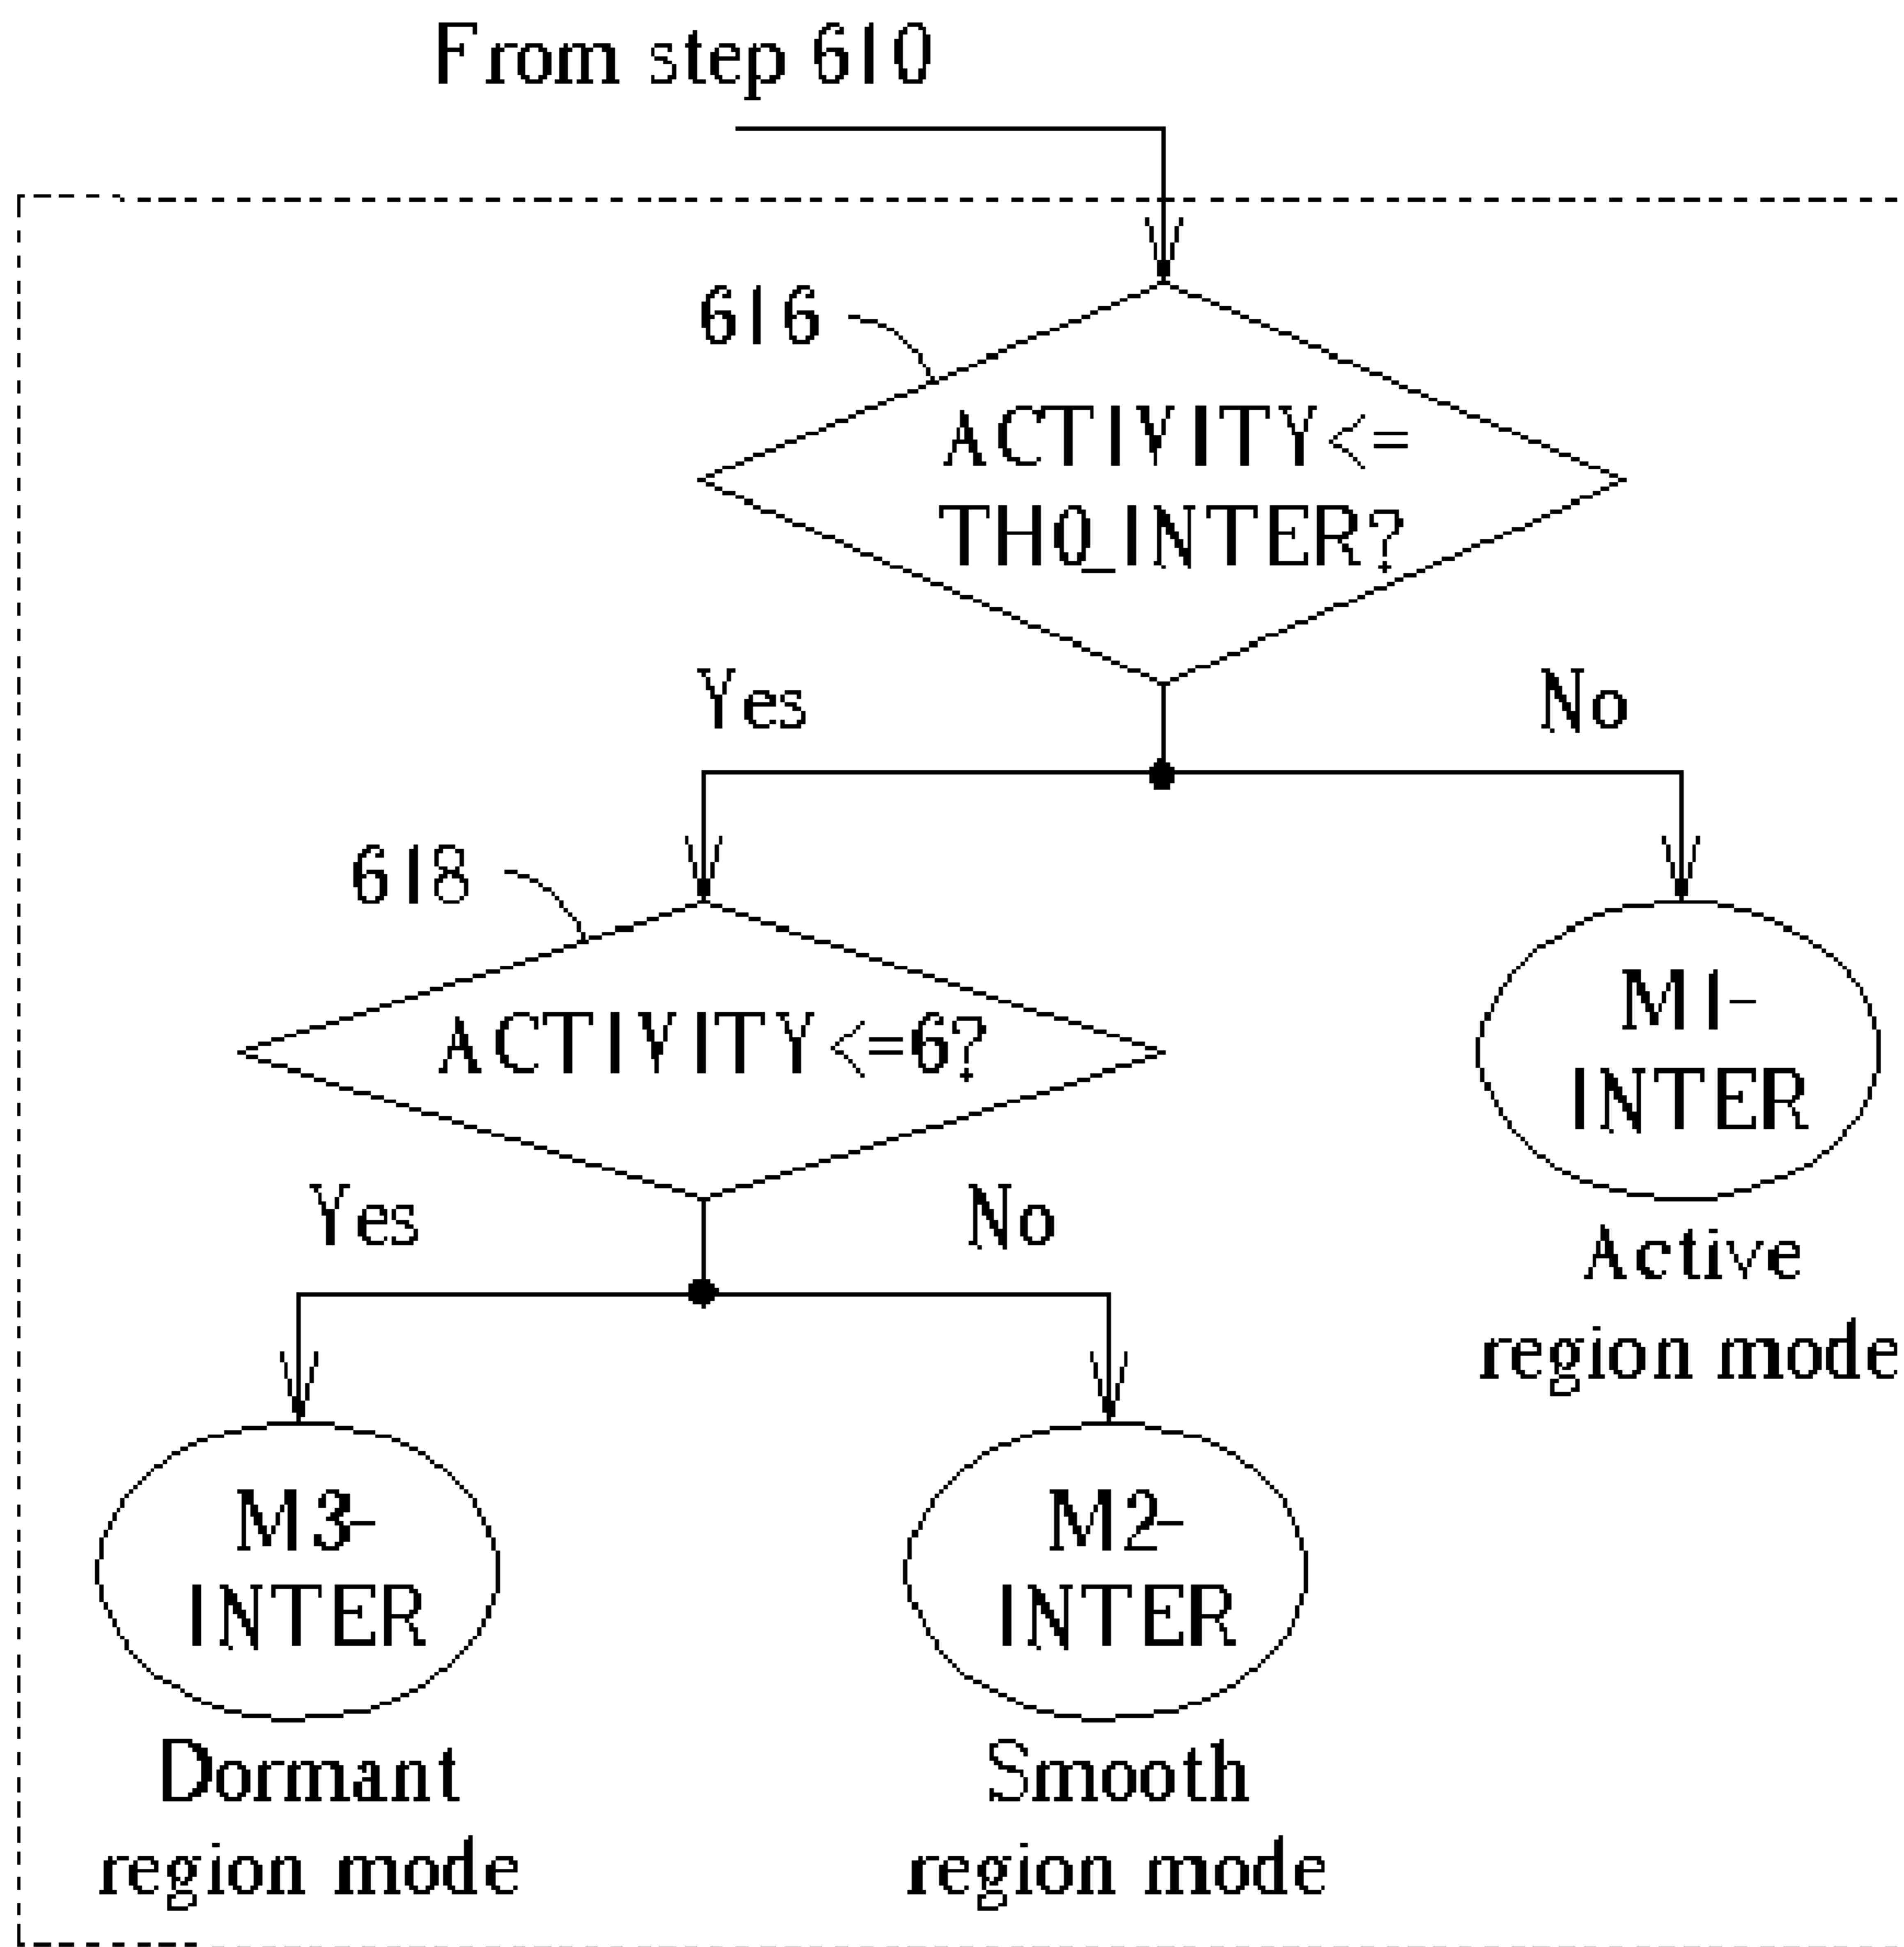 From step 610
616
ACTIVITY<=
TH0_INTER?
Yes
No
618
ACTIVITY<=6?
M1-
INTER
Yes
No
Active
region mode
M3-
INTER
M2-
INTER
Dormant
region mode
Smooth
region mode